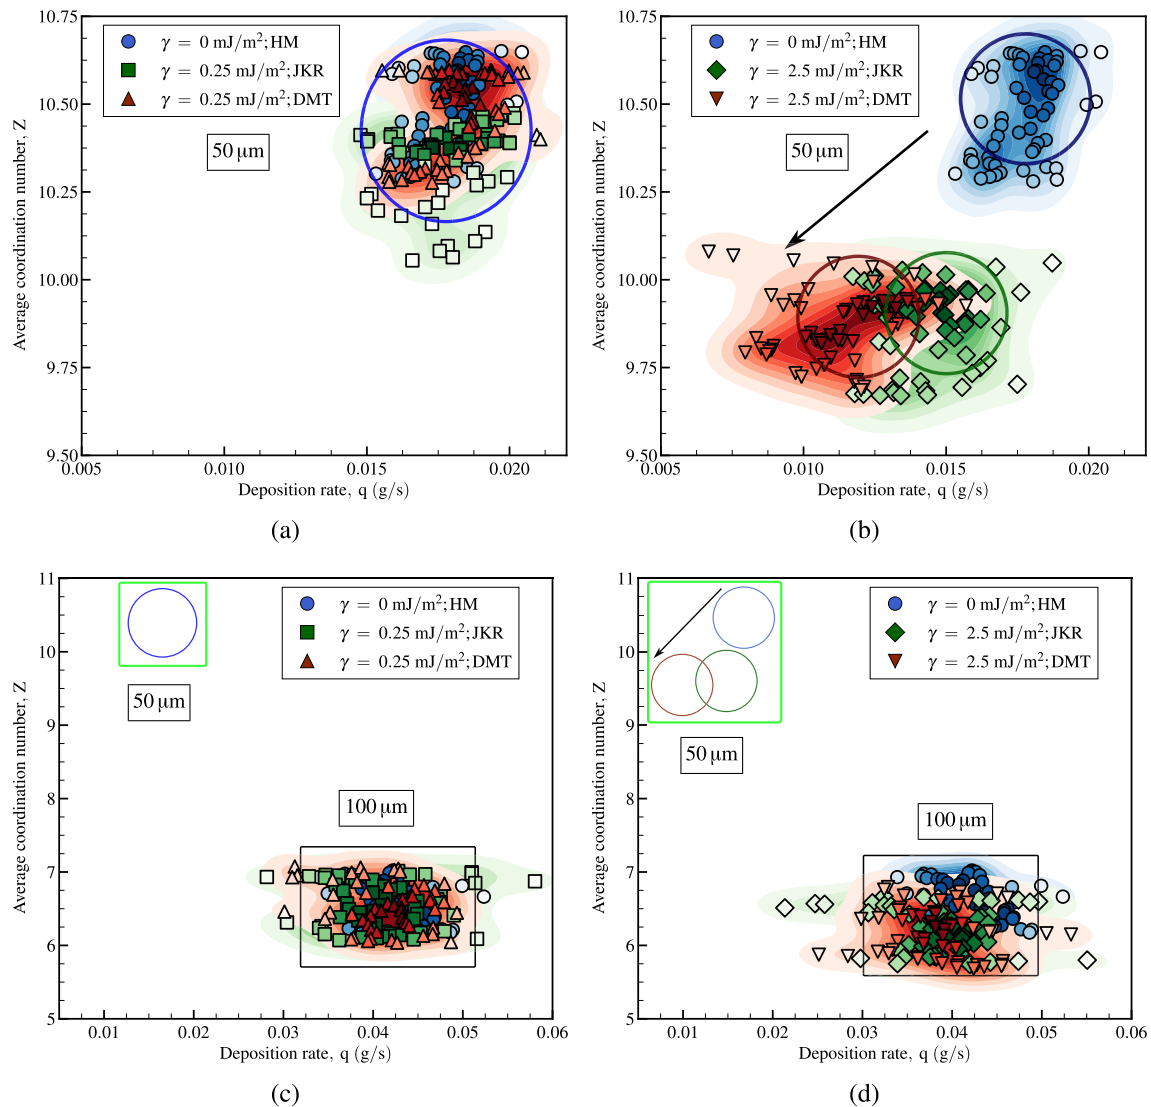 10.75
10.50
10.25
10.00
9.75
9.50
Average coordination number, Z
γ = 0 mJ/m²;HM
γ = 0.25 mJ/m²;JKR
γ = 0.25 mJ/m²;DMT
50 μm
0.005
0.010
0.015
0.020
Deposition rate, q (g/s)
(a)
10.75
10.50
10.25
10.00
9.75
9.50
Average coordination number, Z
γ = 0 mJ/m²;HM
γ = 2.5 mJ/m²;JKR
γ = 2.5 mJ/m²;DMT
50 μm
0.005
0.010
0.015
0.020
Deposition rate, q (g/s)
(b)
11
10
9
8
7
6
5
Average coordination number, Z
γ = 0 mJ/m²;HM
γ = 0.25 mJ/m²;JKR
γ = 0.25 mJ/m²;DMT
50 μm
100 μm
0.01
0.02
0.03
0.04
0.05
0.06
Deposition rate, q (g/s)
(c)
11
10
9
8
7
6
5
Average coordination number, Z
γ = 0 mJ/m²;HM
γ = 2.5 mJ/m²;JKR
γ = 2.5 mJ/m²;DMT
50 μm
100 μm
0.01
0.02
0.03
0.04
0.05
0.06
Deposition rate, q (g/s)
(d)